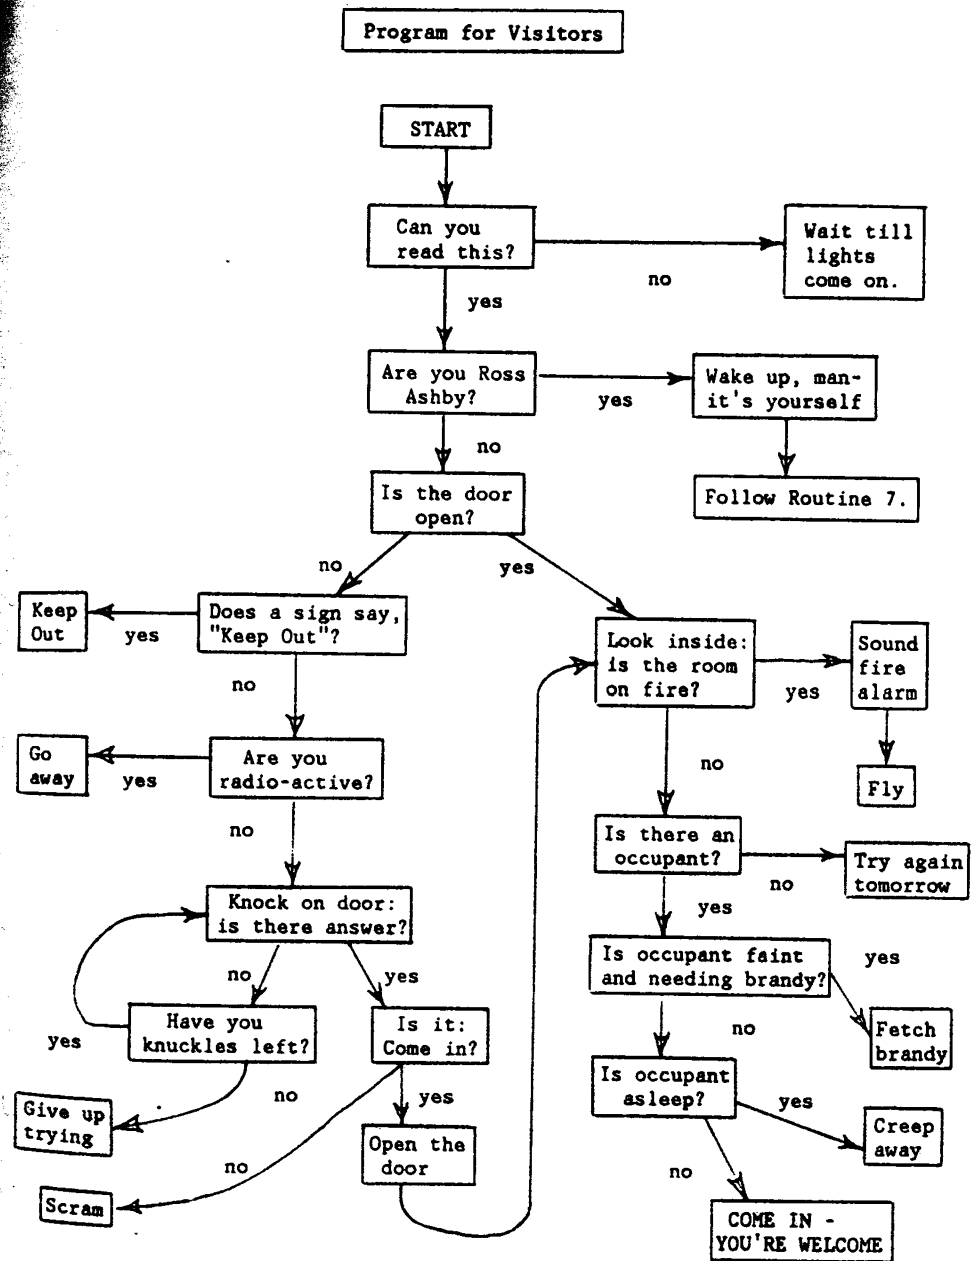 Program for Visitors
START
Can you
read this?
no
Wait till
lights
come on.
yes
Are you Ross
Ashby?
yes
Wake up, man-
it's yourself
no
Follow Routine 7.
Is the door
open?
no
yes
Keep
Out
yes
Does a sign say,
"Keep Out"?
no
Look inside:
is the room
on fire?
yes
Sound
fire
alarm
Fly
Go
away
yes
Are you
radio-active?
no
no
Is there an
occupant?
no
Try again
tomorrow
yes
Knock on door:
is there answer?
no
yes
Is occupant faint
and needing brandy?
yes
Fetch
brandy
no
Have you
knuckles left?
yes
no
Give up
trying
Is it:
Come in?
yes
no
Open the
door
Scram
Is occupant
asleep?
yes
Creep
away
no
COME IN -
YOU'RE WELCOME